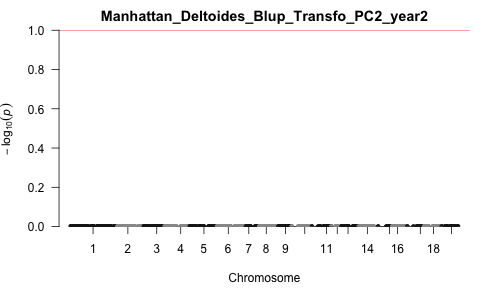 Manhattan_Deltoides_Blup_Transfo_PC2_year2
1.0
0.8
0.6
0.4
0.2
0.0
− log10(p)
1 2 3 4 5 6 7 8 9 11 14 16 18
Chromosome